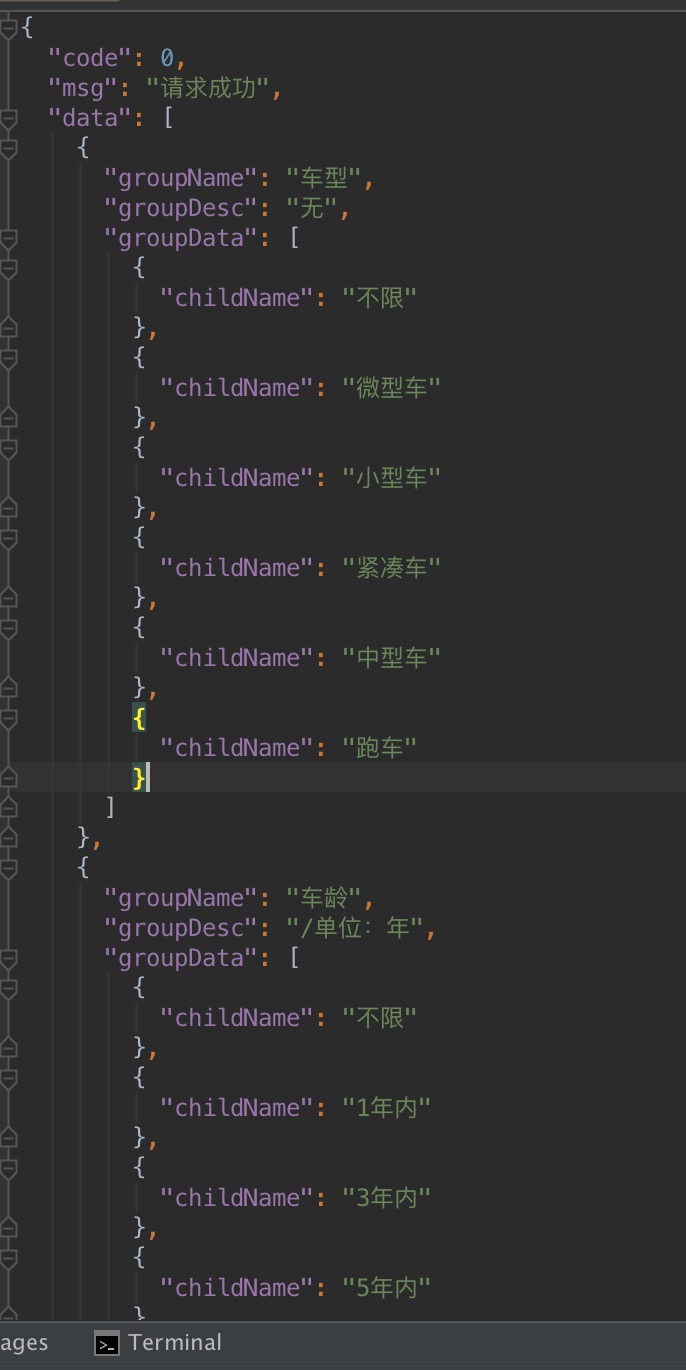 {
"code": 0,
"msg": "请求成功",
"data": [
{
"groupName": "车型",
"groupDesc": "无",
"groupData": [
{
"childName": "不限"
},
{
"childName": "微型车"
},
{
"childName": "小型车"
},
{
"childName": "紧凑车"
},
{
"childName": "中型车"
},
{
"childName": "跑车"
}
]
},
{
"groupName": "车龄",
"groupDesc": "/单位：年",
"groupData": [
{
"childName": "不限"
},
{
"childName": "1年内"
},
{
"childName": "3年内"
},
{
"childName": "5年内"
}
ages Terminal